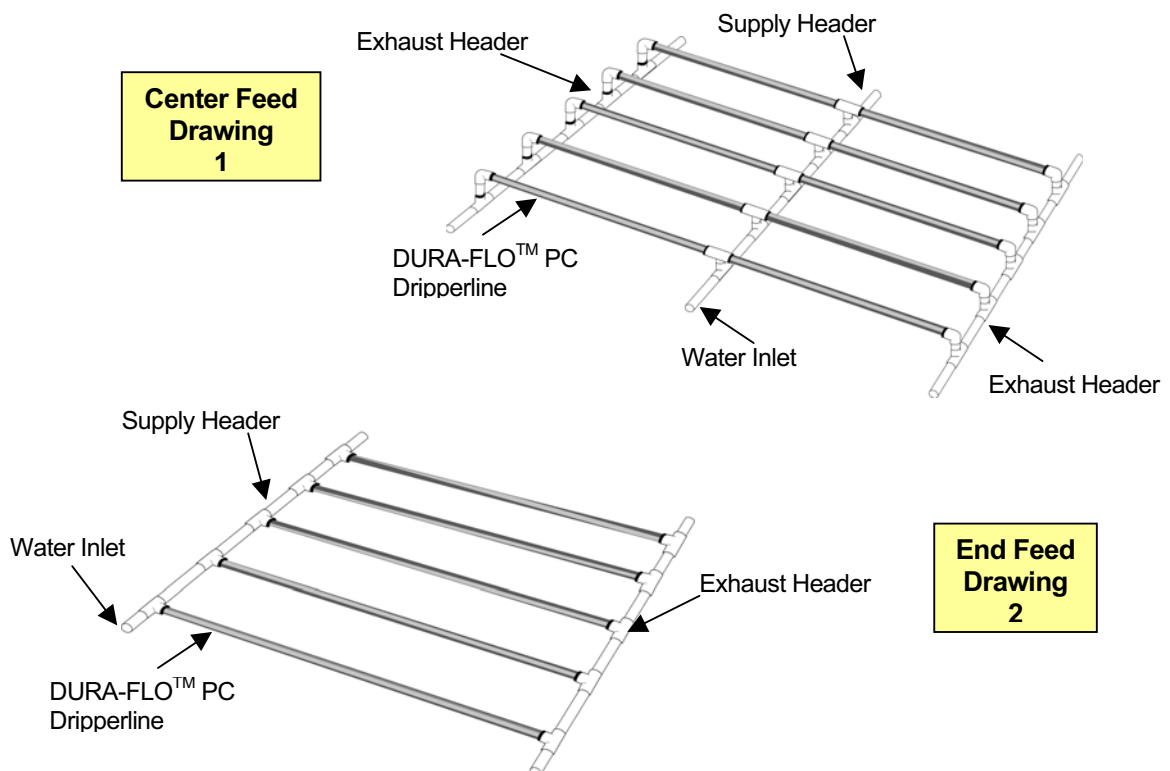 Exhaust Header
Supply Header
Center Feed
Drawing
1
DURA-FLO™ PC
Dripperline
Water Inlet
Exhaust Header
Supply Header
Water Inlet
Exhaust Header
End Feed
Drawing
2
DURA-FLO™ PC
Dripperline